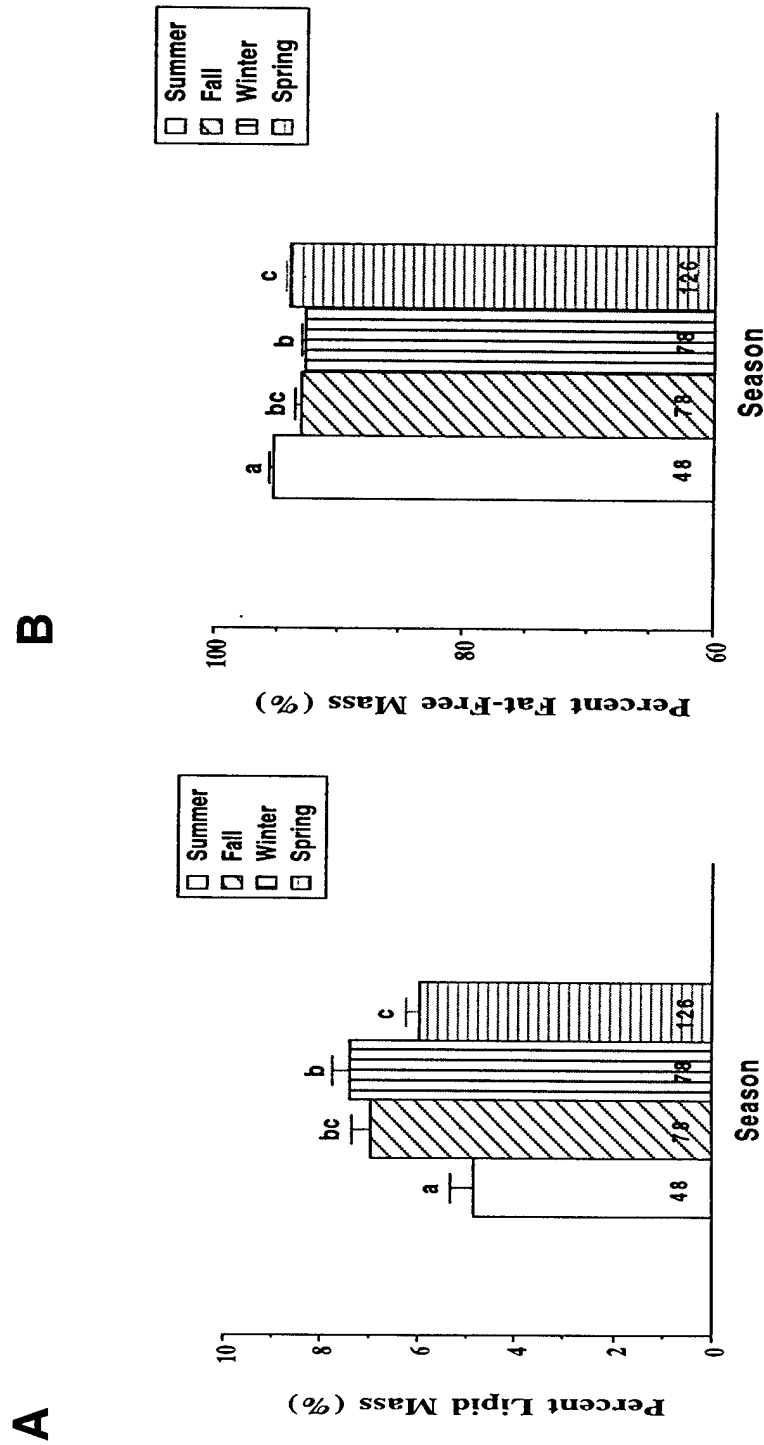 A
Percent Lipid Mass (%)
10
8
6
4
2
0
a
bc
b
c
48
78
78
126
Season
Summer
Fall
Winter
Spring
B
Percent Fat-Free Mass (%)
100
80
60
a
bc
b
c
48
78
78
126
Season
Summer
Fall
Winter
Spring